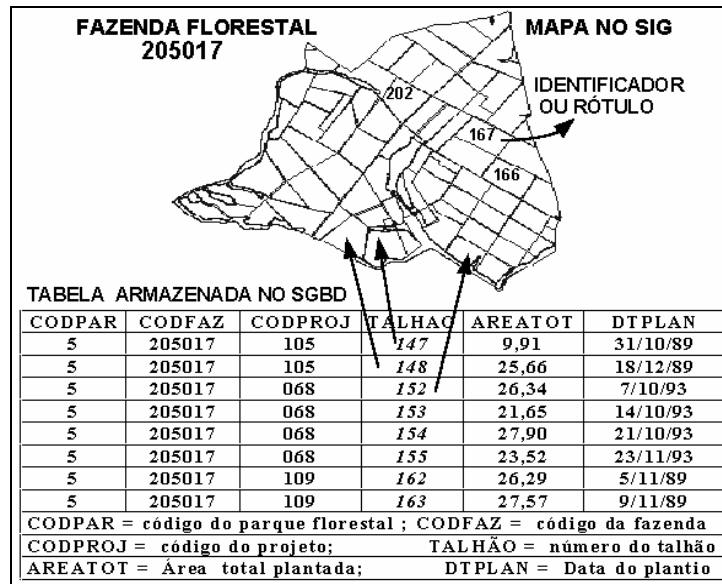 FAZENDA FLORESTAL
205017
MAPA NO SIG
IDENTIFICADOR
OU RÓTULO
202
167
166
TABELA ARMAZENADA NO SGBD
CODPAR CODFAZ CODPROJ TALHAO AREATOT DTPLAN
5 205017 105 147 9,91 31/10/89
5 205017 105 148 25,66 18/12/89
5 205017 068 152 26,34 7/10/93
5 205017 068 153 21,65 14/10/93
5 205017 068 154 27,90 21/10/93
5 205017 068 155 23,52 23/11/93
5 205017 109 162 26,29 5/11/89
5 205017 109 163 27,57 9/11/89
CODPAR = código do parque florestal ; CODFAZ = código da fazenda
CODPROJ = código do projeto; TALHÃO = número do talhão
AREATOT = Área total plantada; DTPLAN = Data do plantio